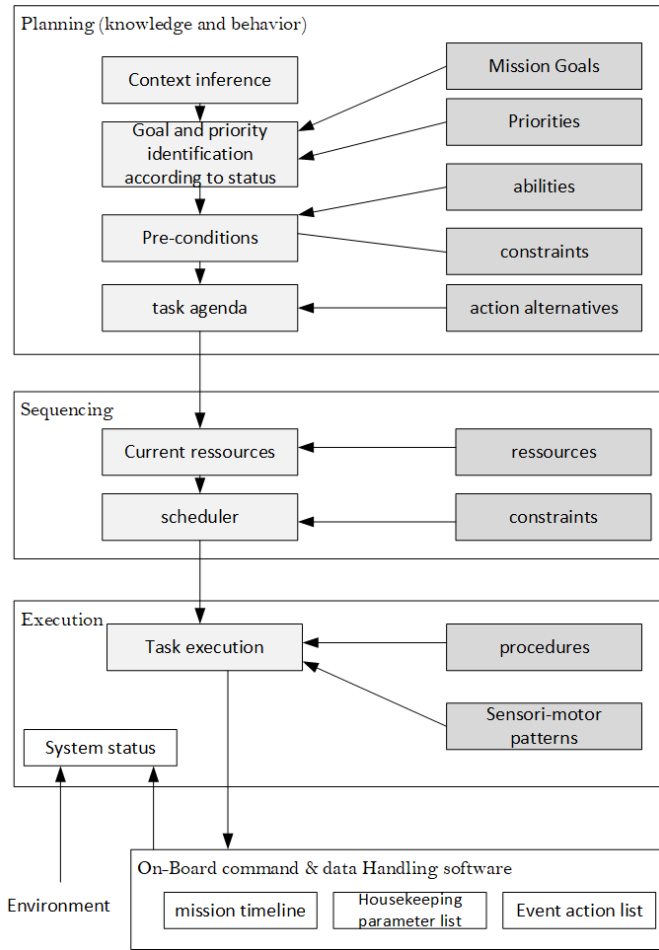 Planning (knowledge and behavior)
Context inference
Mission Goals
Goal and priority
identification
according to status
Priorities
abilities
Pre-conditions
constraints
task agenda
action alternatives
Sequencing
Current ressources
ressources
scheduler
constraints
Execution
Task execution
procedures
Sensori-motor
patterns
System status
On-Board command & data Handling software
Environment
mission timeline
Housekeeping
parameter list
Event action list